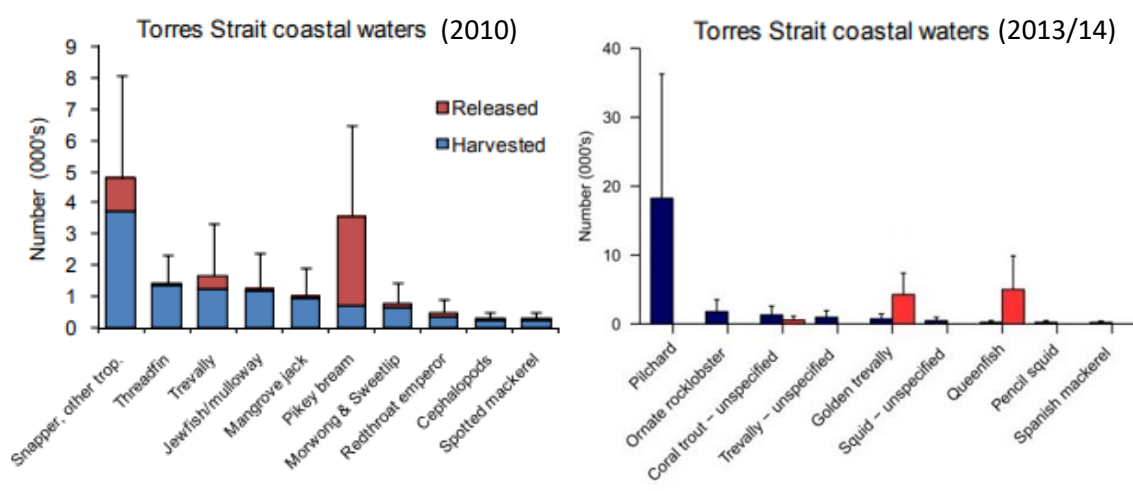 Torres Strait coastal waters (2010)
Number (000's)
9
8
7
6
5
4
3
2
1
0
Released
Harvested
Snapper, other trop.
Threadfin
Trevally
Jewfish/mulloway
Mangrove jack
Pikey bream
Morwong & Sweetlip
Redthroat emperor
Cephalopods
Spotted mackerel
Torres Strait coastal waters (2013/14)
Number (000's)
40
30
20
10
0
Pilchard
Ornate rocklobster
Coral trout − unspecified
Trevally − unspecified
Golden trevally
Squid − unspecified
Queenfish
Pencil squid
Spanish mackerel